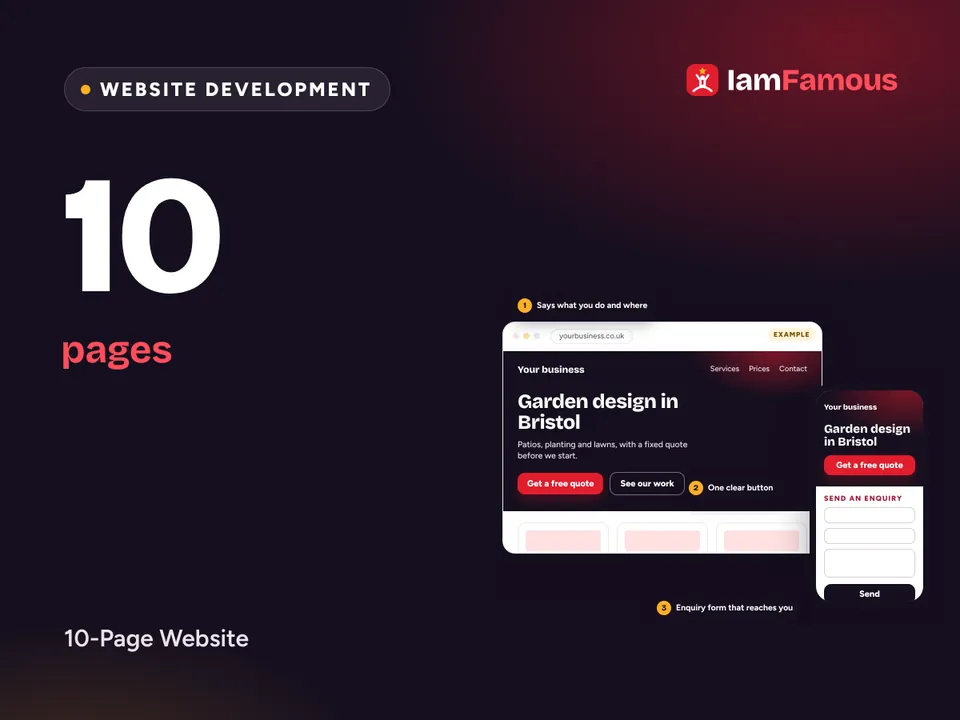 WEBSITE DEVELOPMENT
IamFamous
10
pages
1 Says what you do and where
yourbusiness.co.uk
EXAMPLE
Your business
Services Prices Contact
Garden design in
Bristol
Patios, planting and lawns, with a fixed quote
before we start.
Get a free quote
See our work
2 One clear button
Your business
Garden design
in Bristol
Get a free quote
SEND AN ENQUIRY
Send
3 Enquiry form that reaches you
10-Page Website